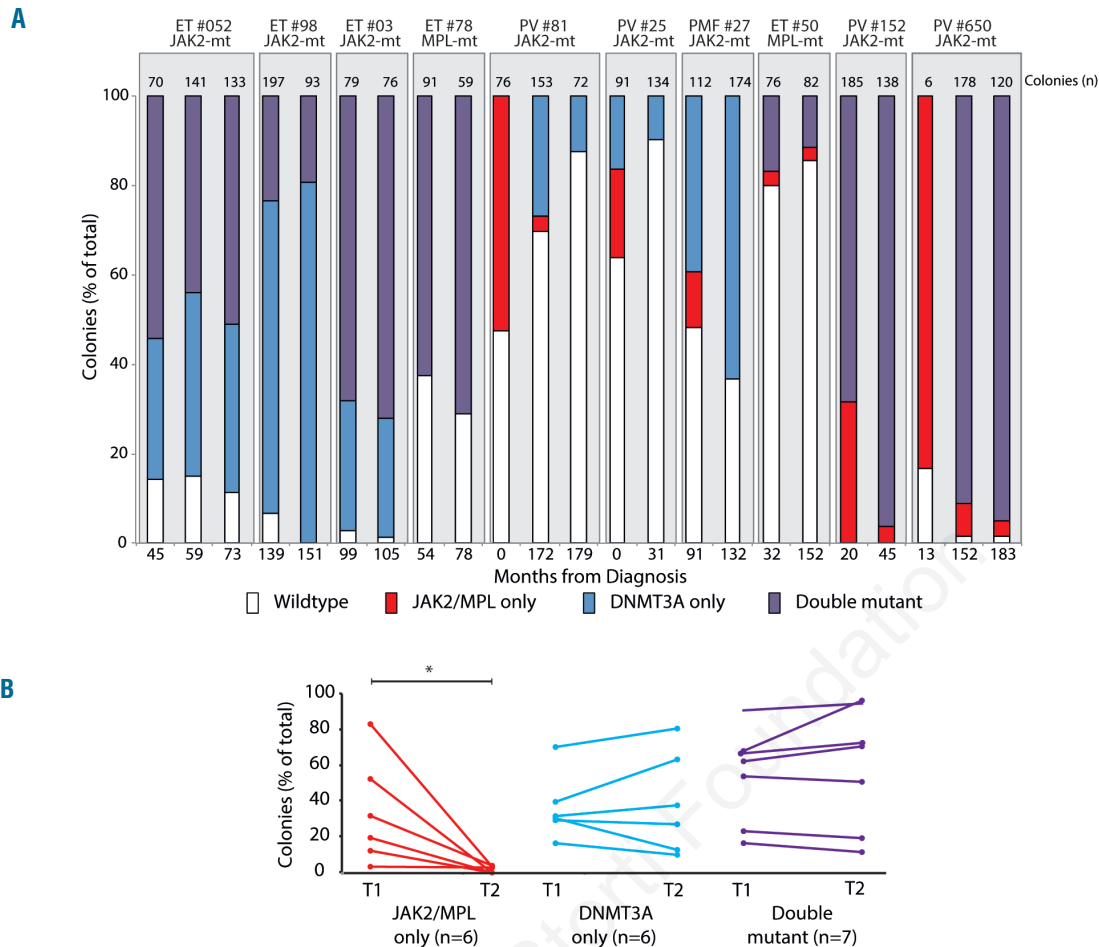 A
ET #052 ET #98 ET #03 ET #78 PV #81 PV #25 PMF #27 ET #50 PV #152 PV #650
JAK2-mt JAK2-mt JAK2-mt MPL-mt JAK2-mt JAK2-mt JAK2-mt MPL-mt JAK2-mt JAK2-mt
70 141 133 197 93 79 76 91 59 76 153 72 91 134 112 174 76 82 185 138 6 178 120 Colonies (n)
100
80
60
40
20
0
Colonies (% of total)
45 59 73 139 151 99 105 54 78 0 172 179 0 31 91 132 32 152 20 45 13 152 183
Months from Diagnosis
Wildtype JAK2/MPL only DNMT3A only Double mutant
B
*
100
80
60
40
20
0
Colonies (% of total)
T1 T2 T1 T2 T1 T2
JAK2/MPL DNMT3A Double
only (n=6) only (n=6) mutant (n=7)
Storti Foundation